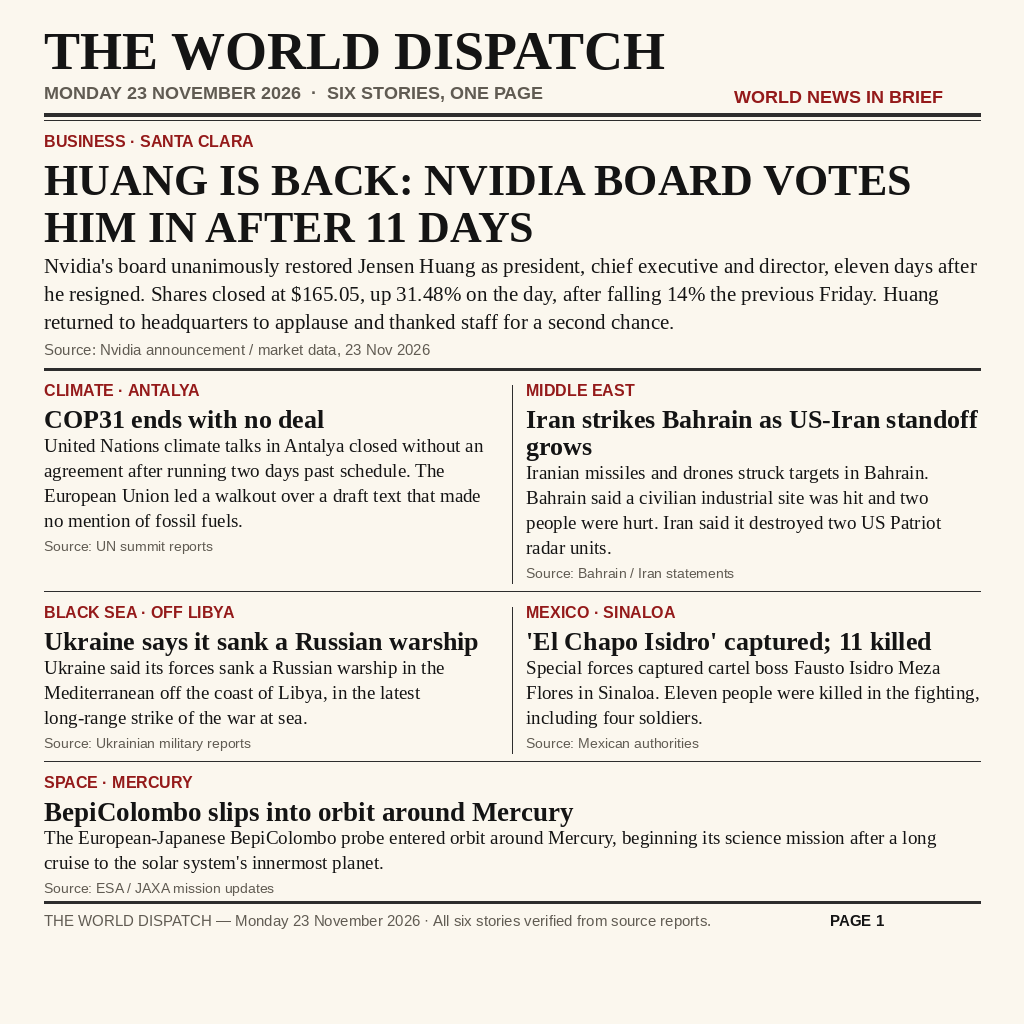 THE WORLD DISPATCH
MONDAY 23 NOVEMBER 2026 · SIX STORIES, ONE PAGE
WORLD NEWS IN BRIEF
BUSINESS · SANTA CLARA
HUANG IS BACK: NVIDIA BOARD VOTES
HIM IN AFTER 11 DAYS
Nvidia's board unanimously restored Jensen Huang as president, chief executive and director, eleven days after
he resigned. Shares closed at $165.05, up 31.48% on the day, after falling 14% the previous Friday. Huang
returned to headquarters to applause and thanked staff for a second chance.
Source: Nvidia announcement / market data, 23 Nov 2026
CLIMATE · ANTALYA
COP31 ends with no deal
United Nations climate talks in Antalya closed without an
agreement after running two days past schedule. The
European Union led a walkout over a draft text that made
no mention of fossil fuels.
Source: UN summit reports
MIDDLE EAST
Iran strikes Bahrain as US-Iran standoff
grows
Iranian missiles and drones struck targets in Bahrain.
Bahrain said a civilian industrial site was hit and two
people were hurt. Iran said it destroyed two US Patriot
radar units.
Source: Bahrain / Iran statements
BLACK SEA · OFF LIBYA
Ukraine says it sank a Russian warship
Ukraine said its forces sank a Russian warship in the
Mediterranean off the coast of Libya, in the latest
long-range strike of the war at sea.
Source: Ukrainian military reports
MEXICO · SINALOA
'El Chapo Isidro' captured; 11 killed
Special forces captured cartel boss Fausto Isidro Meza
Flores in Sinaloa. Eleven people were killed in the fighting,
including four soldiers.
Source: Mexican authorities
SPACE · MERCURY
BepiColombo slips into orbit around Mercury
The European-Japanese BepiColombo probe entered orbit around Mercury, beginning its science mission after a long
cruise to the solar system's innermost planet.
Source: ESA / JAXA mission updates
THE WORLD DISPATCH — Monday 23 November 2026 · All six stories verified from source reports.
PAGE 1